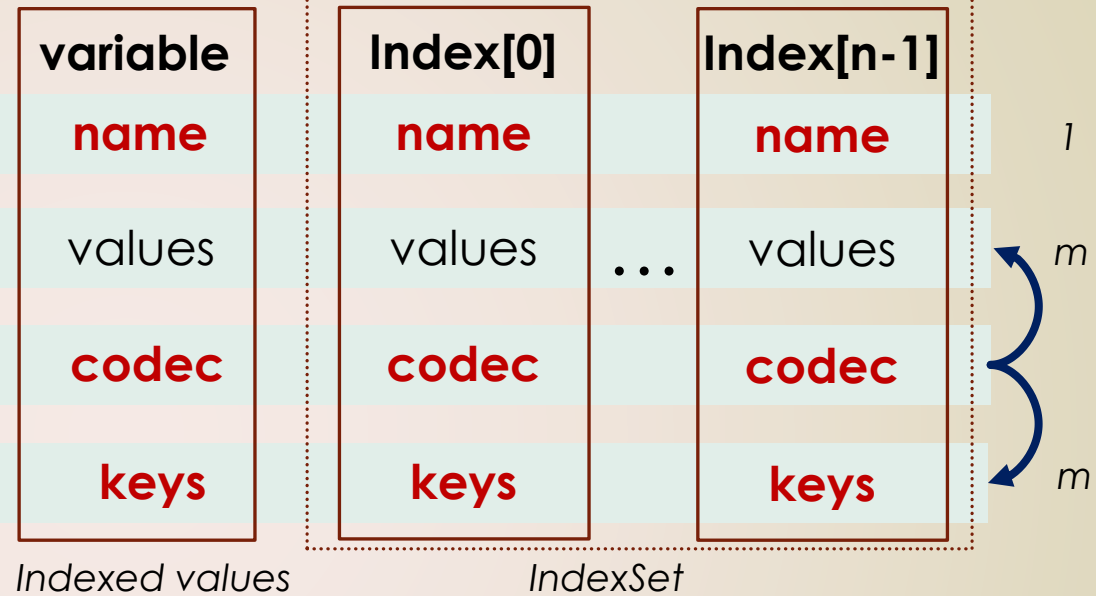 variable Index[0] Index[n-1]
name name name 1
values values ... values m
codec codec codec
keys keys keys m
Indexed values IndexSet